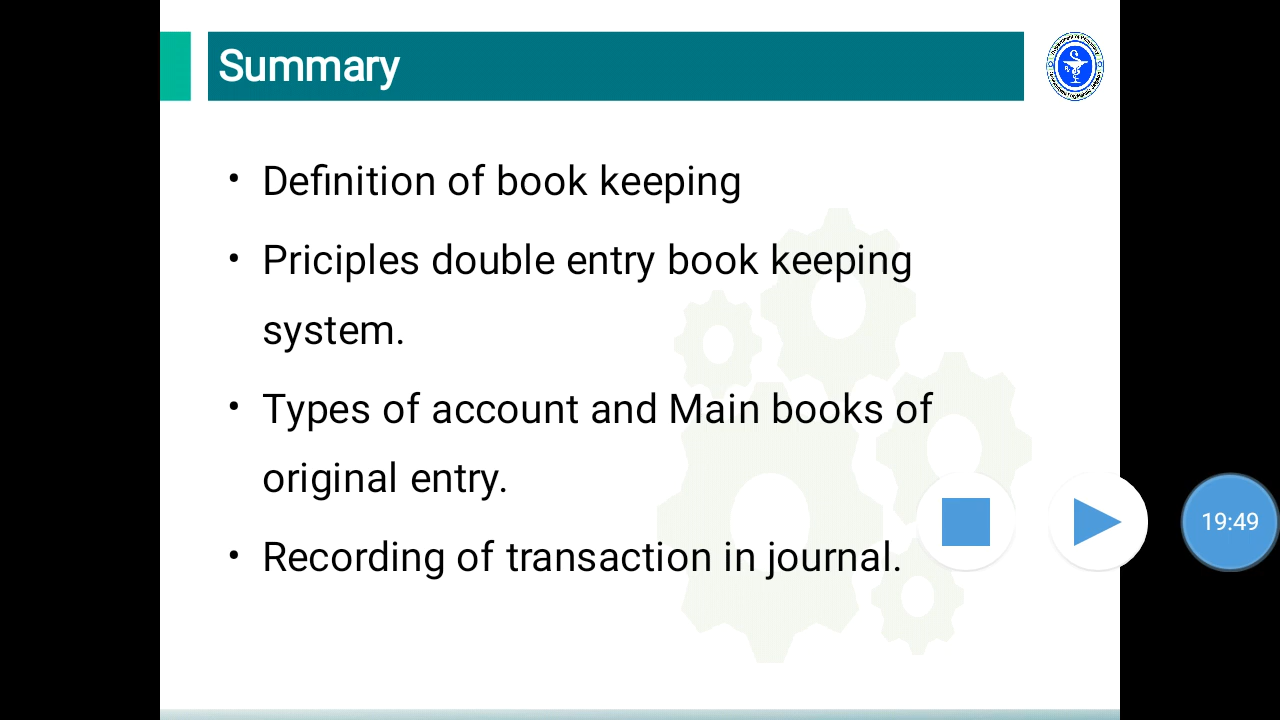 Summary
• Definition of book keeping
• Priciples double entry book keeping
system.
• Types of account and Main books of
original entry.
• Recording of transaction in journal.
19:49